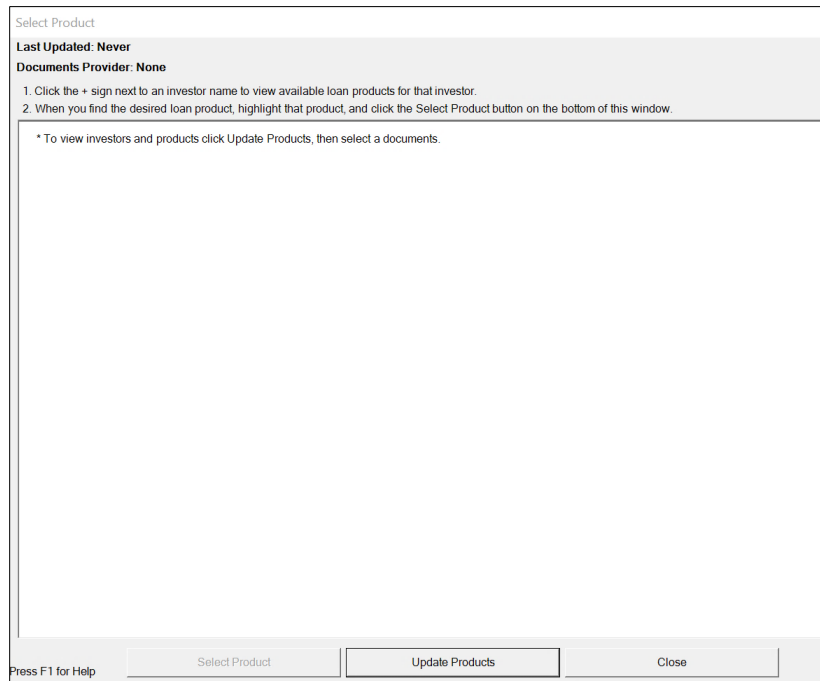 Select Product
Last Updated: Never
Documents Provider: None
1. Click the + sign next to an investor name to view available loan products for that investor.
2. When you find the desired loan product, highlight that product, and click the Select Product button on the bottom of this window.
* To view investors and products click Update Products, then select a documents.
Press F1 for Help
Select Product
Update Products
Close